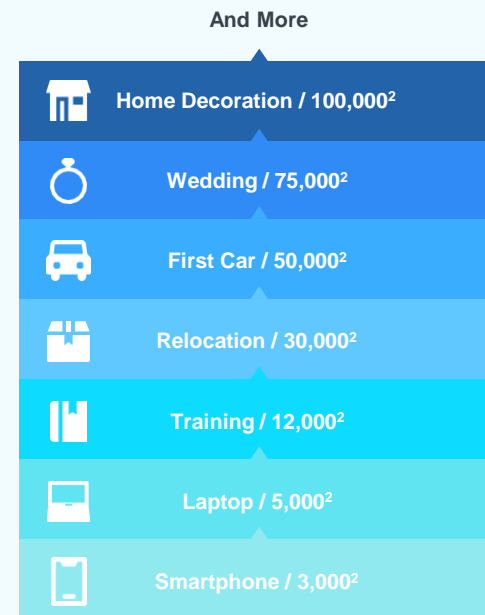 And More
Home Decoration / 100,000²
Wedding / 75,000²
First Car / 50,000²
Relocation / 30,000²
Training / 12,000²
Laptop / 5,000²
Smartphone / 3,000²